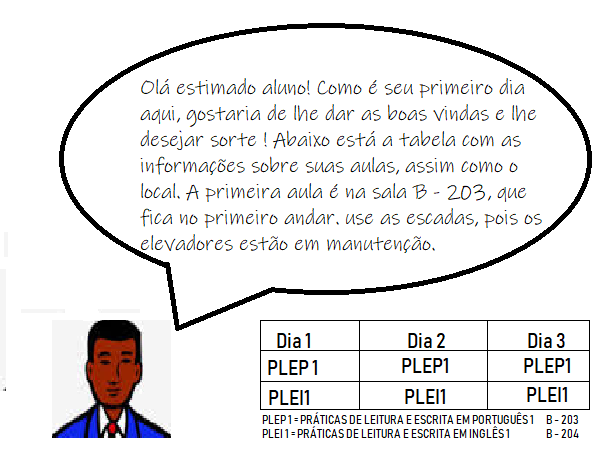 Olá estimado aluno! Como é seu primeiro dia
aqui, gostaria de lhe dar as boas vindas e lhe
desejar sorte ! Abaixo está a tabela com as
informações sobre suas aulas, assim como o
local. A primeira aula é na sala B - 203, que
fica no primeiro andar. use as escadas, pois os
elevadores estão em manutenção.
Dia 1 Dia 2 Dia 3
PLEP 1 PLEP1 PLEP1
PLEI1 PLEI1 PLEI1
PLEP 1 = PRÁTICAS DE LEITURA E ESCRITA EM PORTUGUÊS 1 B - 203
PLEI 1 = PRÁTICAS DE LEITURA E ESCRITA EM INGLÊS 1 B - 204